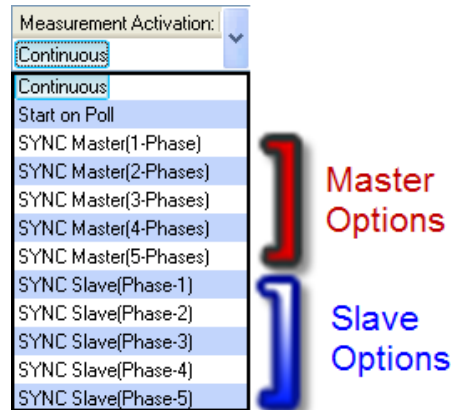 Measurement Activation:
Continuous
Continuous
Start on Poll
SYNC Master(1-Phase)
SYNC Master(2-Phases)
SYNC Master(3-Phases)
SYNC Master(4-Phases)
SYNC Master(5-Phases)
SYNC Slave(Phase-1)
SYNC Slave(Phase-2)
SYNC Slave(Phase-3)
SYNC Slave(Phase-4)
SYNC Slave(Phase-5)
Master
Options
Slave
Options